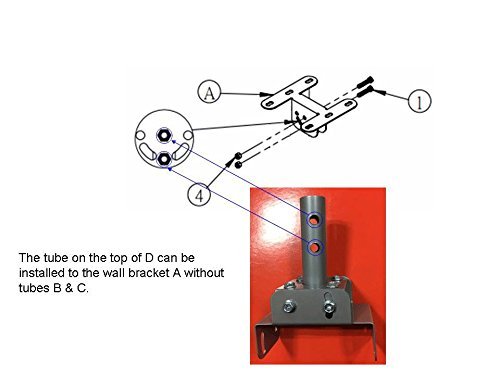 A
1
4
The tube on the top of D can be
installed to the wall bracket A without
tubes B & C.